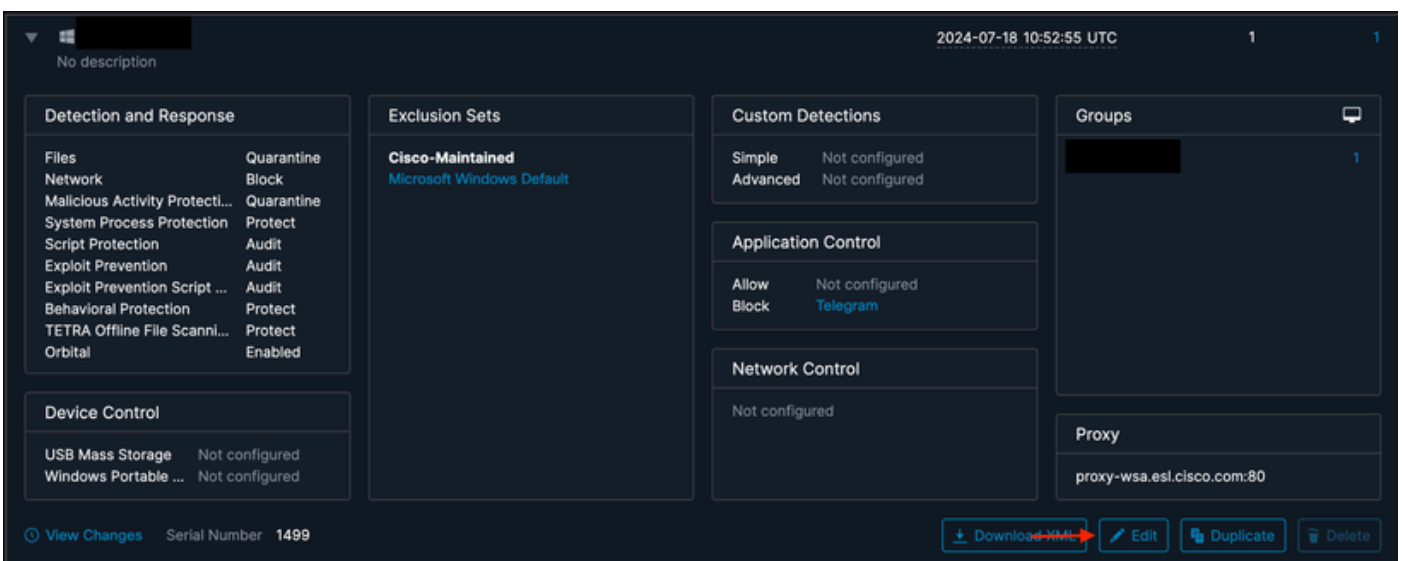 2024-07-18 10:52:55 UTC 1 1
No description
Detection and Response
Files Quarantine
Network Block
Malicious Activity Protecti... Quarantine
System Process Protection Protect
Script Protection Audit
Exploit Prevention Audit
Exploit Prevention Script ... Audit
Behavioral Protection Protect
TETRA Offline File Scanni... Protect
Orbital Enabled
Device Control
USB Mass Storage Not configured
Windows Portable ... Not configured
Exclusion Sets
Cisco-Maintained
Microsoft Windows Default
Custom Detections
Simple Not configured
Advanced Not configured
Application Control
Allow Not configured
Block Telegram
Network Control
Not configured
Groups
1
Proxy
proxy-wsa.esl.cisco.com:80
View Changes Serial Number 1499
Download XML Edit Duplicate Delete